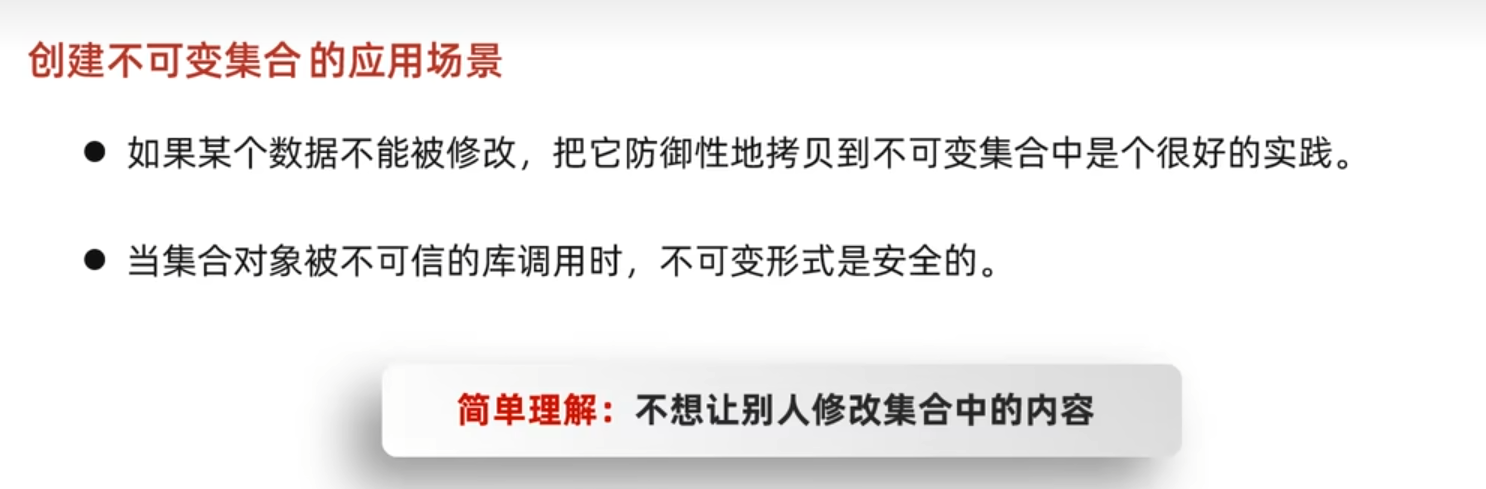 创建不可变集合的应用场景
● 如果某个数据不能被修改，把它防御性地拷贝到不可变集合中是个很好的实践。
● 当集合对象被不可信的库调用时，不可变形式是安全的。
简单理解：不想让别人修改集合中的内容